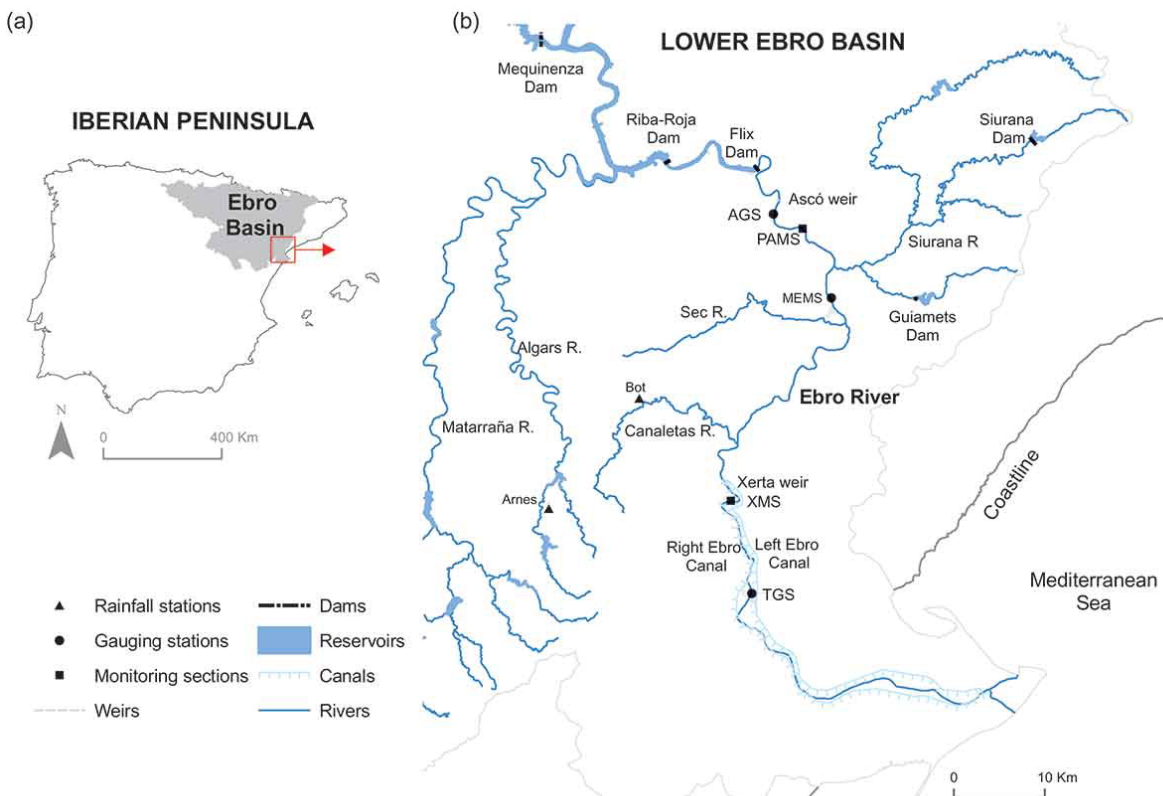 (a)
IBERIAN PENINSULA
Ebro
Basin
N
0
400 Km
Rainfall stations
Gauging stations
Monitoring sections
Weirs
Dams
Reservoirs
Canals
Rivers
(b)
LOWER EBRO BASIN
Mequinenza
Dam
Riba-Roja
Dam
Flix
Dam
Siurana
Dam
Ascó weir
AGS
PAMS
Siurana R
MEMS
Guiamets
Dam
Sec R.
Algars R.
Bot
Ebro River
Matarraña R.
Canaletas R.
Xerta weir
XMS
Arnes
Coastline
Right Ebro
Canal
Left Ebro
Canal
TGS
Mediterranean
Sea
0
10 Km